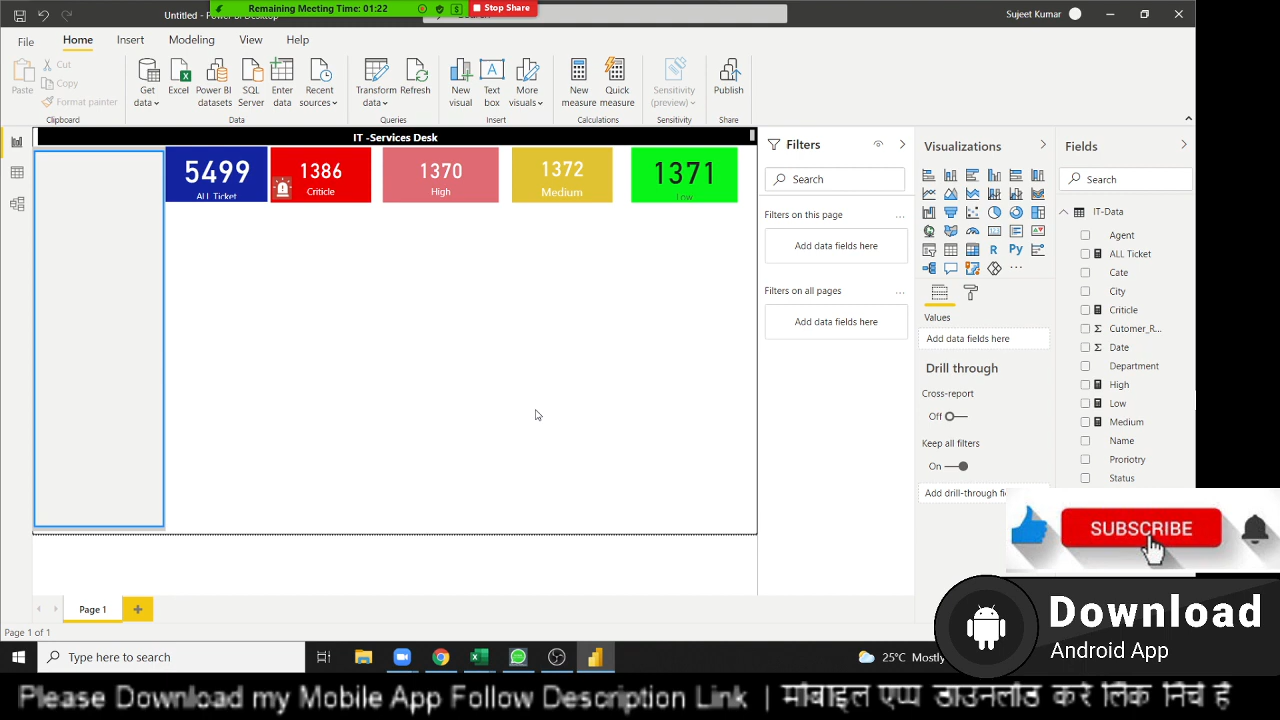 Untitled - Power BI Desktop
Remaining Meeting Time: 01:22
Stop Share
Search
Sujeet Kumar
File
Home
Insert
Modeling
View
Help
Paste
Cut
Copy
Format painter
Clipboard
Get data
Excel
Power BI datasets
SQL Server
Enter data
Recent sources
Data
Transform data
Refresh
Queries
New visual
Text box
More visuals
Insert
New measure
Quick measure
Calculations
Sensitivity (preview)
Sensitivity
Publish
Share
IT -Services Desk
5499
ALL Ticket
1386
Criticle
1370
High
1372
Medium
1371
Low
Filters
Search
Filters on this page
...
Add data fields here
Filters on all pages
...
Add data fields here
Visualizations
R
Py
...
Values
Add data fields here
Drill through
Cross-report
Off
Keep all filters
On
Add drill-through fi
Fields
Search
IT-Data
Agent
ALL Ticket
Cate
City
Criticle
Cutomer_R...
Date
Department
High
Low
Medium
Name
Proriotry
Status
SUBSCRIBE
Download
Android App
Page 1
Page 1 of 1
Type here to search
25°C Mostly
Please Download my Mobile App Follow Description Link | मोबाइल एप्प डाउनलोड करे लिंक निचे है